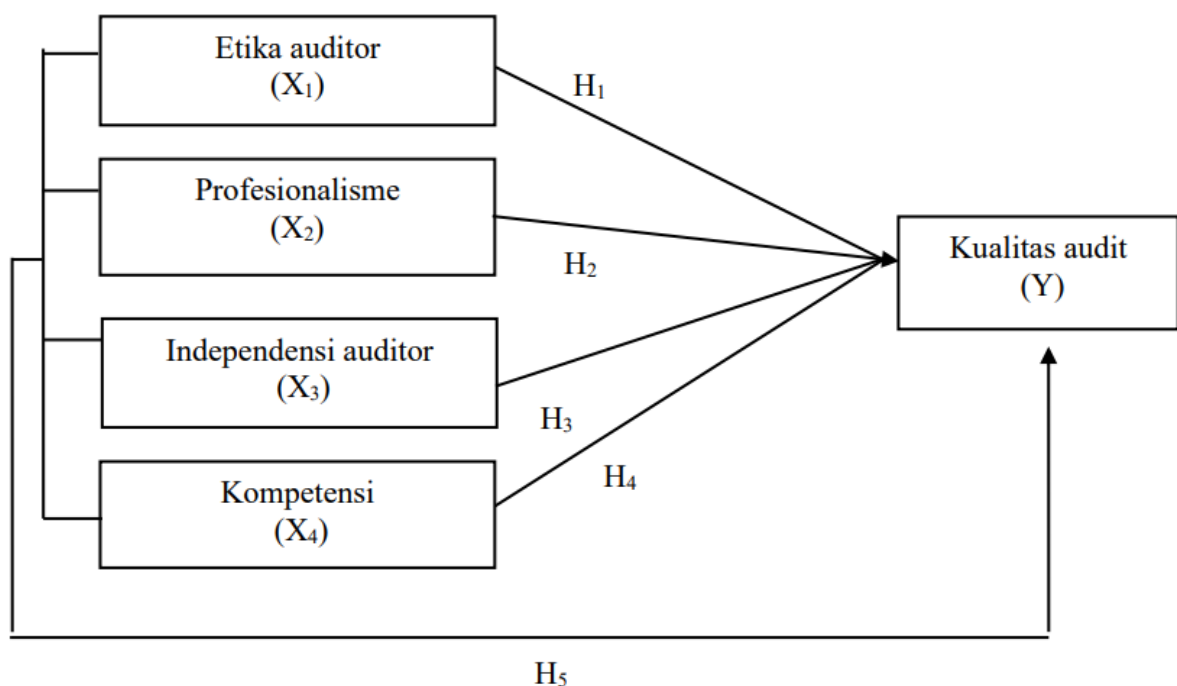 Etika auditor
(X₁)
H₁
Profesionalisme
(X₂)
H₂
Kualitas audit
(Y)
Independensi auditor
(X₃)
H₃
Kompetensi
(X₄)
H₄
H₅